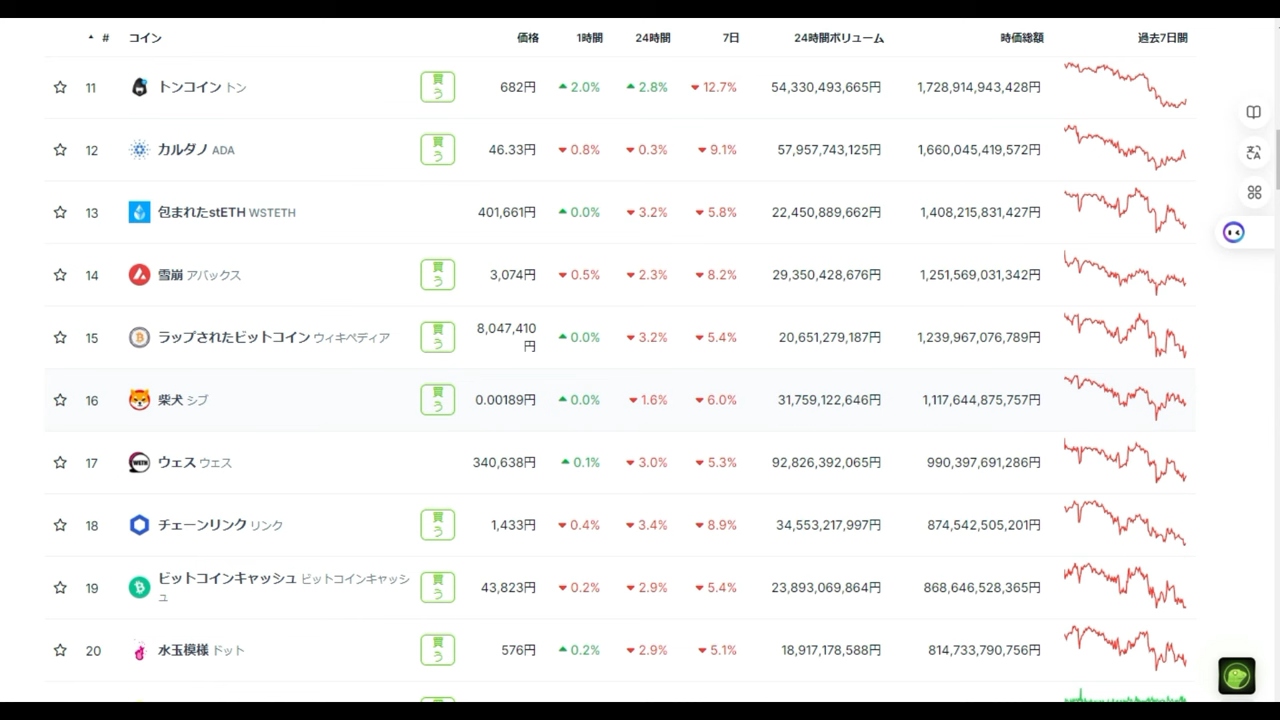 # コイン 価格 1時間 24時間 7日 24時間ボリューム 時価総額 過去7日間
11 トンコイン トン 買う 682円 2.0% 2.8% 12.7% 54,330,493,665円 1,728,914,943,428円
12 カルダノ ADA 買う 46.33円 0.8% 0.3% 9.1% 57,957,743,125円 1,660,045,419,572円
13 包まれたstETH WSTETH 401,661円 0.0% 3.2% 5.8% 22,450,889,662円 1,408,215,831,427円
14 雪崩 アバックス 買う 3,074円 0.5% 2.3% 8.2% 29,350,428,676円 1,251,569,031,342円
15 ラップされたビットコイン ウィキペディア 買う 8,047,410円 0.0% 3.2% 5.4% 20,651,279,187円 1,239,967,076,789円
16 柴犬 シブ 買う 0.00189円 0.0% 1.6% 6.0% 31,759,122,646円 1,117,644,875,757円
17 ウェス ウェス 340,638円 0.1% 3.0% 5.3% 92,826,392,065円 990,397,691,286円
18 チェーンリンク リンク 買う 1,433円 0.4% 3.4% 8.9% 34,553,217,997円 874,542,505,201円
19 ビットコインキャッシュ ビットコインキャッシュ 買う 43,823円 0.2% 2.9% 5.4% 23,893,069,864円 868,646,528,365円
20 水玉模様 ドット 買う 576円 0.2% 2.9% 5.1% 18,917,178,588円 814,733,790,756円